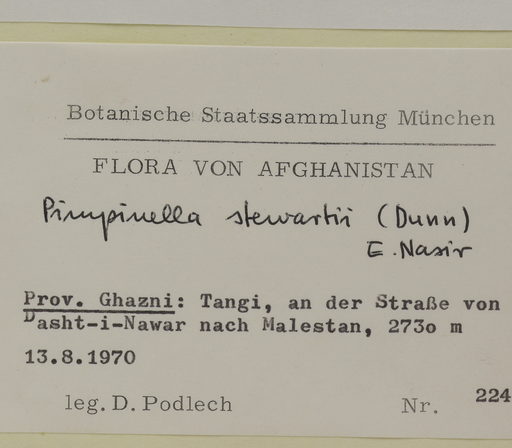 Botanische Staatssammlung München
FLORA VON AFGHANISTAN
Pimpinella stewartii (Dunn)
E. Nasir
Prov. Ghazni: Tangi, an der Straße von
Dasht-i-Nawar nach Malestan, 2730 m
13.8.1970
leg. D. Podlech Nr. 224